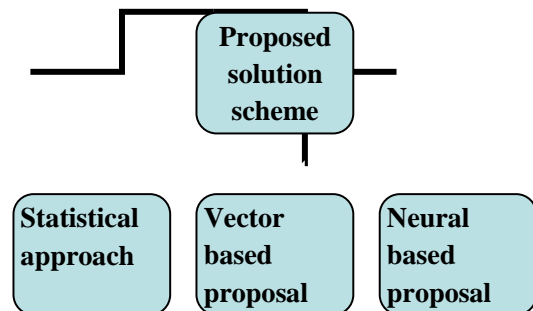 Proposed
solution
scheme
Statistical
approach
Vector
based
proposal
Neural
based
proposal